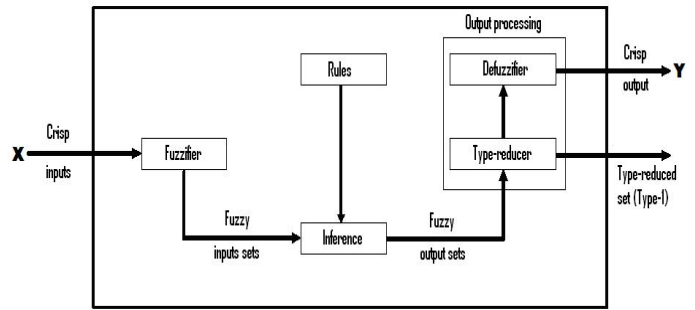 Output processing
Rules
Defuzzifier
Crisp
output
Y
X
Crisp
inputs
Fuzzifier
Type-reducer
Type-reduced
set (Type-1)
Fuzzy
inputs sets
Inference
Fuzzy
output sets